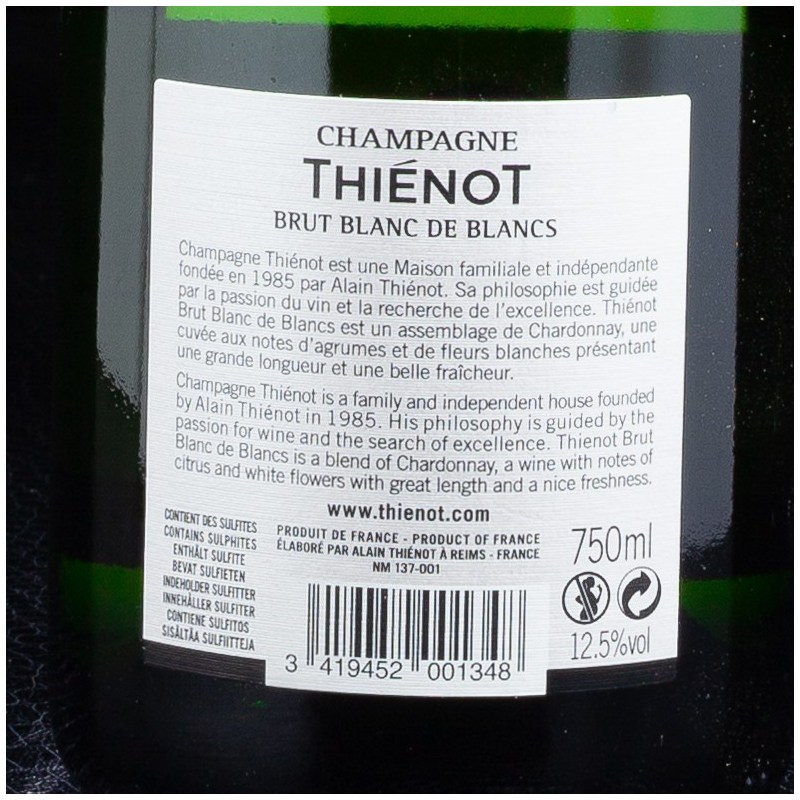 CHAMPAGNE
THIÉNOT
BRUT BLANC DE BLANCS
Champagne Thiénot est une Maison familiale et indépendante
fondée en 1985 par Alain Thiénot. Sa philosophie est guidée
par la passion du vin et la recherche de l'excellence. Thiénot
Brut Blanc de Blancs est un assemblage de Chardonnay, une
cuvée aux notes d'agrumes et de fleurs blanches présentant
une grande longueur et une belle fraîcheur.
Champagne Thiénot is a family and independent house founded
by Alain Thiénot in 1985. His philosophy is guided by the
passion for wine and the search of excellence. Thienot Brut
Blanc de Blancs is a blend of Chardonnay, a wine with notes of
citrus and white flowers with great length and a nice freshness.
www.thienot.com
CONTIENT DES SULFITES
CONTAINS SULPHITES
ENTHÄLT SULFITE
BEVAT SULFIETEN
INDEHOLDER SULFITTER
INNEHÅLLER SULFITER
CONTIENE SULFITOS
SISÄLTÄÄ SULFIITTEJA
PRODUIT DE FRANCE - PRODUCT OF FRANCE
ÉLABORÉ PAR ALAIN THIÉNOT À REIMS - FRANCE
NM 137-001
3 419452 001348
750ml
12.5%vol